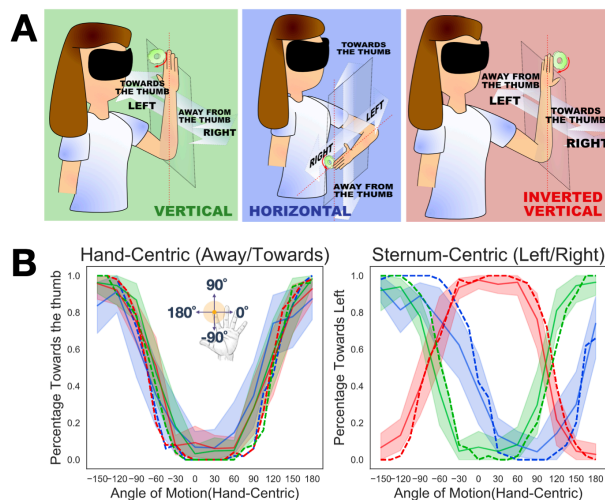 A
TOWARDS
THE THUMB
LEFT
AWAY FROM
THE THUMB
RIGHT
VERTICAL
TOWARDS
THE THUMB
LEFT
RIGHT
AWAY FROM
THE THUMB
HORIZONTAL
AWAY FROM
THE THUMB
LEFT
TOWARDS
THE THUMB
RIGHT
INVERTED
VERTICAL
B
Hand-Centric (Away/Towards)
Percentage Towards the thumb
1.0
0.8
0.6
0.4
0.2
0.0
90°
180°
0°
-90°
−150−120−90 −60 −30 0 30 60 90 120 150 180
Angle of Motion(Hand-Centric)
Sternum-Centric (Left/Right)
Percentage Towards Left
1.0
0.8
0.6
0.4
0.2
0.0
−150−120−90 −60 −30 0 30 60 90 120 150 180
Angle of Motion(Hand-Centric)